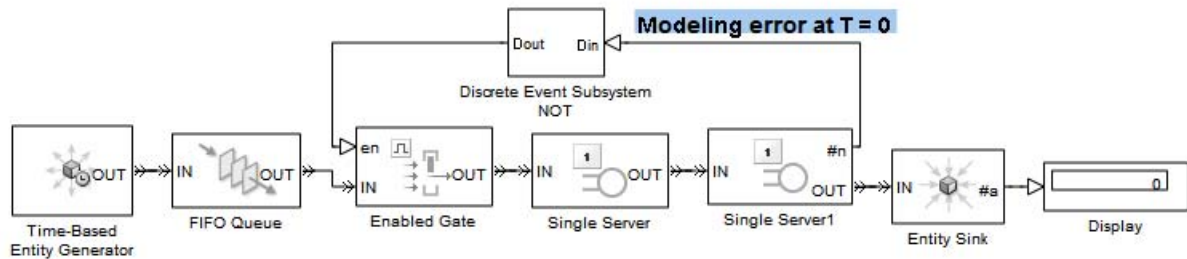 Modeling error at T = 0
Dout
Din
Discrete Event Subsystem
NOT
OUT
Time-Based
Entity Generator
IN
OUT
FIFO Queue
en
IN
OUT
Enabled Gate
1
IN
OUT
Single Server
1
IN
#n
OUT
Single Server1
IN
#a
Entity Sink
0
Display